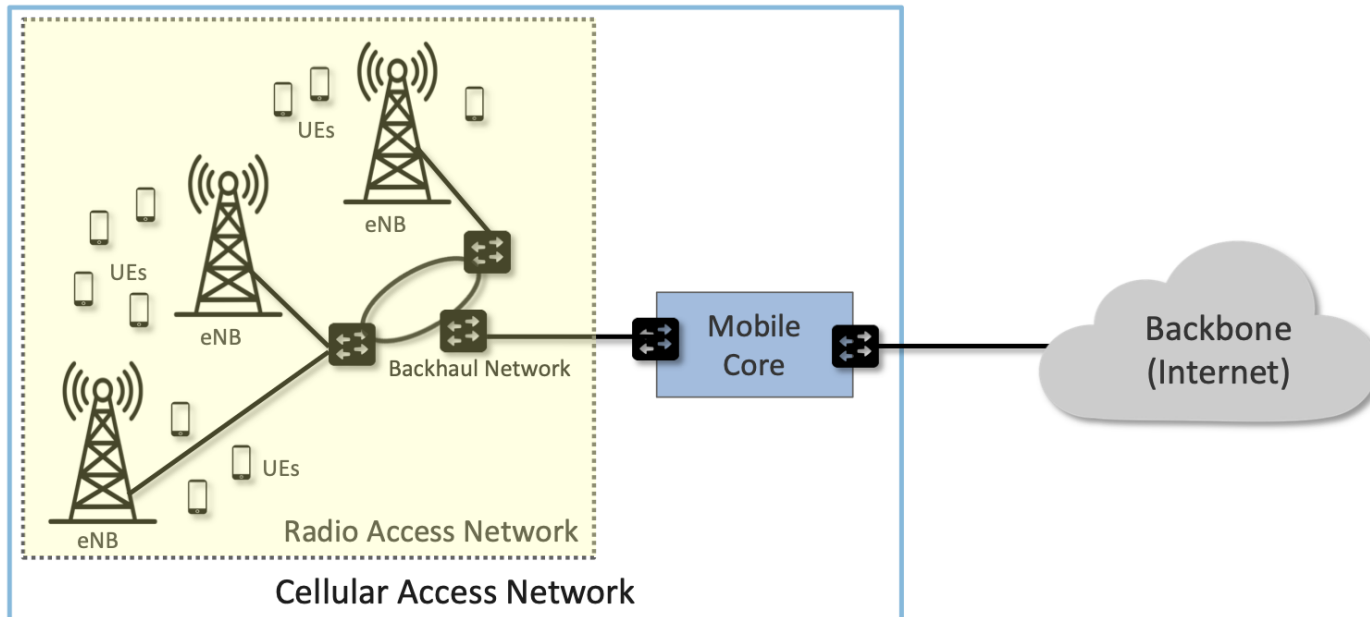 UEs
eNB
UEs
eNB
Backhaul Network
UEs
eNB
Radio Access Network
Cellular Access Network
Mobile
Core
Backbone
(Internet)